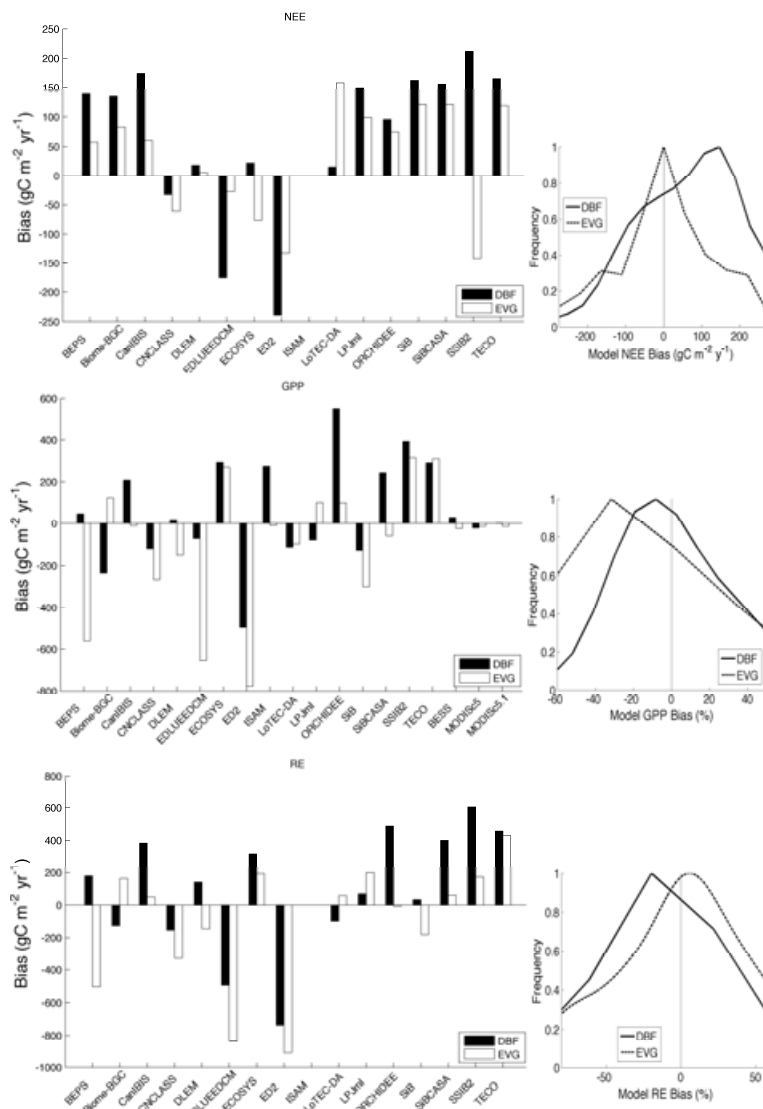 NEE
Bias (gC m⁻² yr⁻¹)
250
200
150
100
50
0
-50
-100
-150
-200
-250
DBF
EVG
BEPS
Biome-BGC
CanIBIS
CNCLASS
DLEM
EDLUEEDCM
ECOSYS
ED2
ISAM
LoTEC-DA
LPJml
ORCHIDEE
SiB
SiBCASA
SSIB2
TECO
Frequency
1
0.8
0.6
0.4
0.2
0
DBF
EVG
-200 -100 0 100 200
Model NEE Bias (gC m⁻² y⁻¹)
GPP
Bias (gC m⁻² yr⁻¹)
600
400
200
0
-200
-400
-600
-800
DBF
EVG
BEPS
Biome-BGC
CanIBIS
CNCLASS
DLEM
EDLUEEDCM
ECOSYS
ED2
ISAM
LoTEC-DA
LPJml
ORCHIDEE
SiB
SiBCASA
SSIB2
TECO
BESS
MODISc5
MODISc5.1
Frequency
1
0.8
0.6
0.4
0.2
0
DBF
EVG
-60 -40 -20 0 20 40
Model GPP Bias (%)
RE
Bias (gC m⁻² yr⁻¹)
800
600
400
200
0
-200
-400
-600
-800
-1000
DBF
EVG
BEPS
Biome-BGC
CanIBIS
CNCLASS
DLEM
EDLUEEDCM
ECOSYS
ED2
ISAM
LoTEC-DA
LPJml
ORCHIDEE
SiB
SiBCASA
SSIB2
TECO
Frequency
1
0.8
0.6
0.4
0.2
0
DBF
EVG
-50 0 50
Model RE Bias (%)